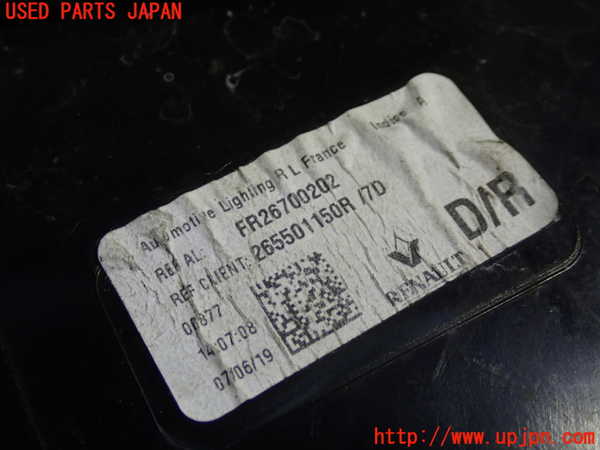 USED PARTS JAPAN
Automotive Lighting R L France Indice A
REF AL: FR26700202
REF CLIENT: 265501150R /7D
D/R
RENAULT
14:07:08
07/06/19
http://www.upjpn.com/